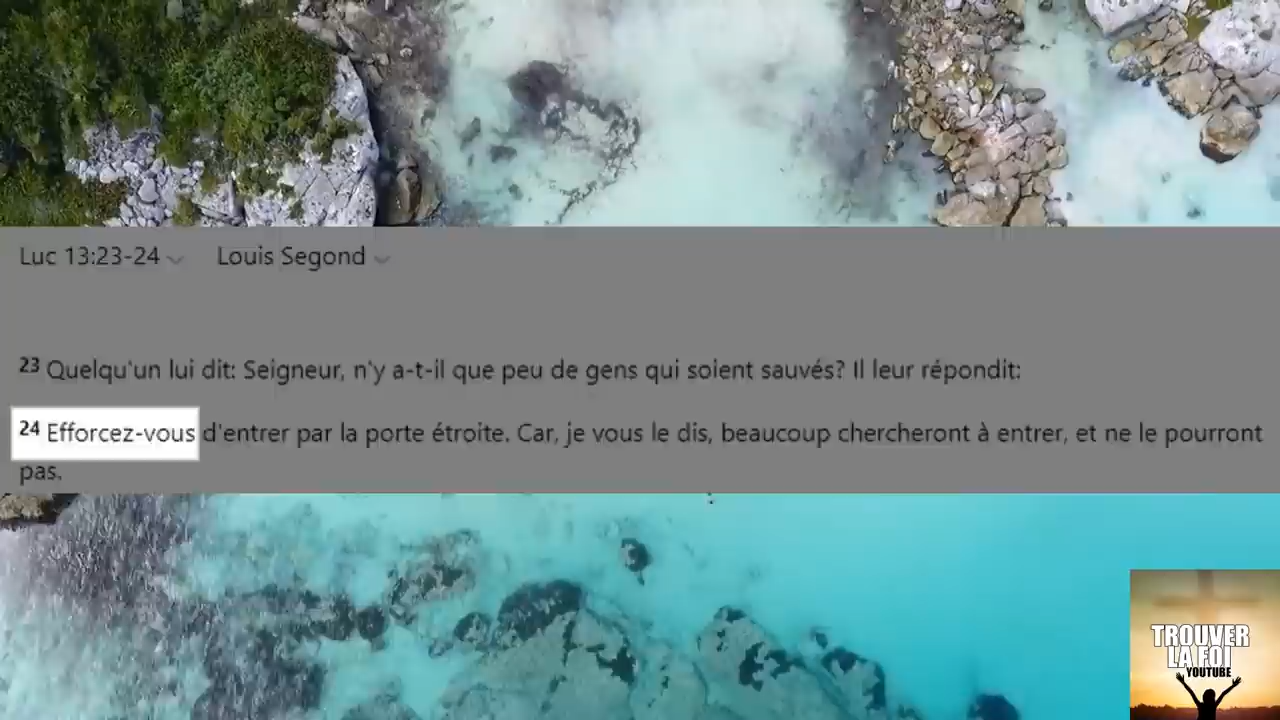 Luc 13:23-24 Louis Segond
23 Quelqu'un lui dit: Seigneur, n'y a-t-il que peu de gens qui soient sauvés? Il leur répondit:
24 Efforcez-vous d'entrer par la porte étroite. Car, je vous le dis, beaucoup chercheront à entrer, et ne le pourront
pas.
TROUVER
LA FOI
YOUTUBE